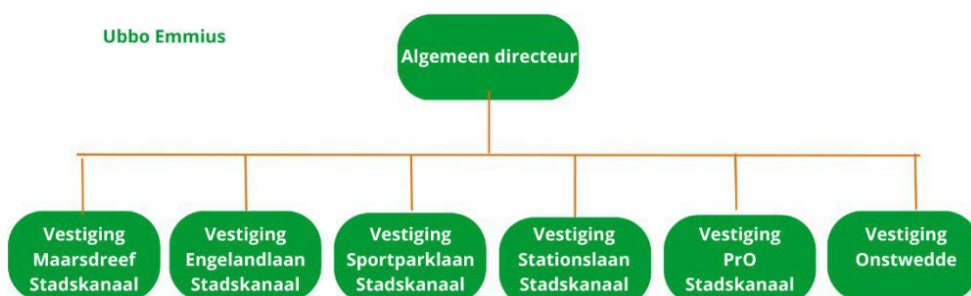 Ubbo Emmius
Algemeen directeur
Vestiging
Maarsdreef
Stadskanaal
Vestiging
Engelandlaan
Stadskanaal
Vestiging
Sportparklaan
Stadskanaal
Vestiging
Stationslaan
Stadskanaal
Vestiging
PrO
Stadskanaal
Vestiging
Onstwedde